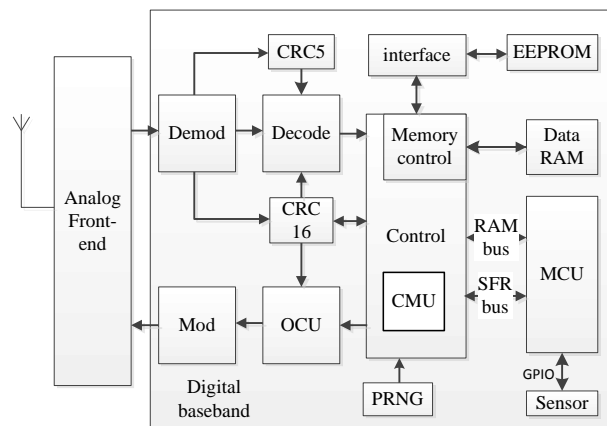 CRC5
interface
EEPROM
Demod
Decode
Memory
control
Data
RAM
Analog
Front-
end
CRC
16
Control
RAM
bus
MCU
CMU
SFR
bus
Mod
OCU
GPIO
Digital
baseband
PRNG
Sensor